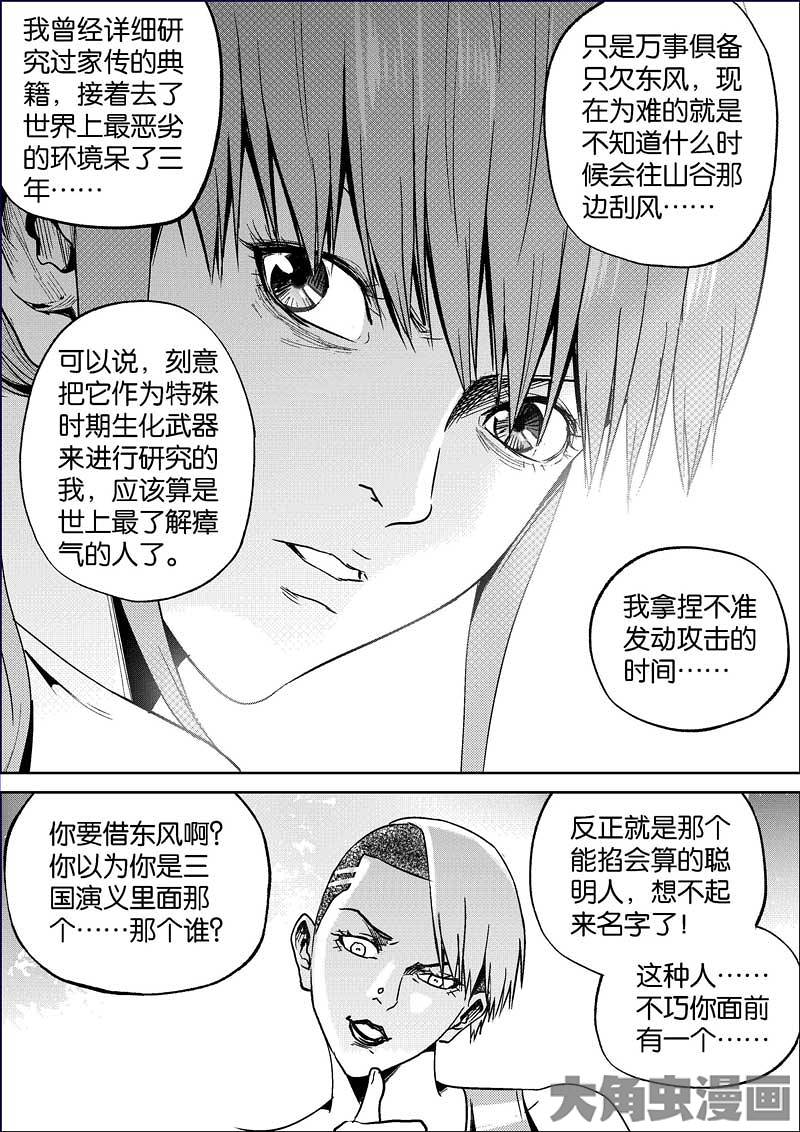 我曾经详细研
究过家传的典
籍，接着去了
世界上最恶劣
的环境呆了三
年……
可以说，刻意
把它作为特殊
时期生化武器
来进行研究的
我，应该算是
世上最了解瘴
气的人了。
只是万事俱备
只欠东风，现
在为难的就是
不知道什么时
候会往山谷那
边刮风……
我拿捏不准
发动攻击的
时间……
你要借东风啊？
你以为你是三
国演义里面那
个……那个谁？
反正就是那个
能掐会算的聪
明人，想不起
来名字了！
这种人……
不巧你面前
有一个……
大角虫漫画